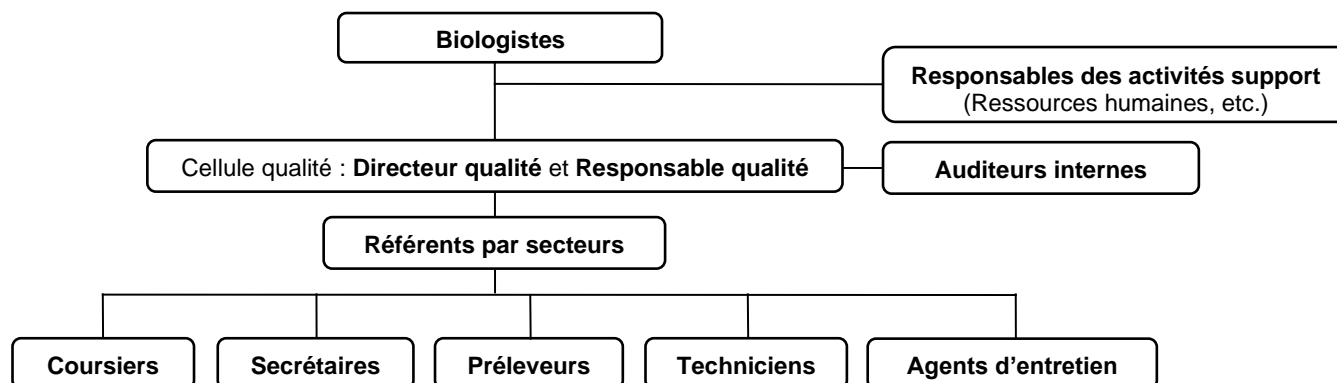 Biologistes
Responsables des activités support
(Ressources humaines, etc.)
Cellule qualité : Directeur qualité et Responsable qualité
Auditeurs internes
Référents par secteurs
Coursiers
Secrétaires
Préleveurs
Techniciens
Agents d’entretien